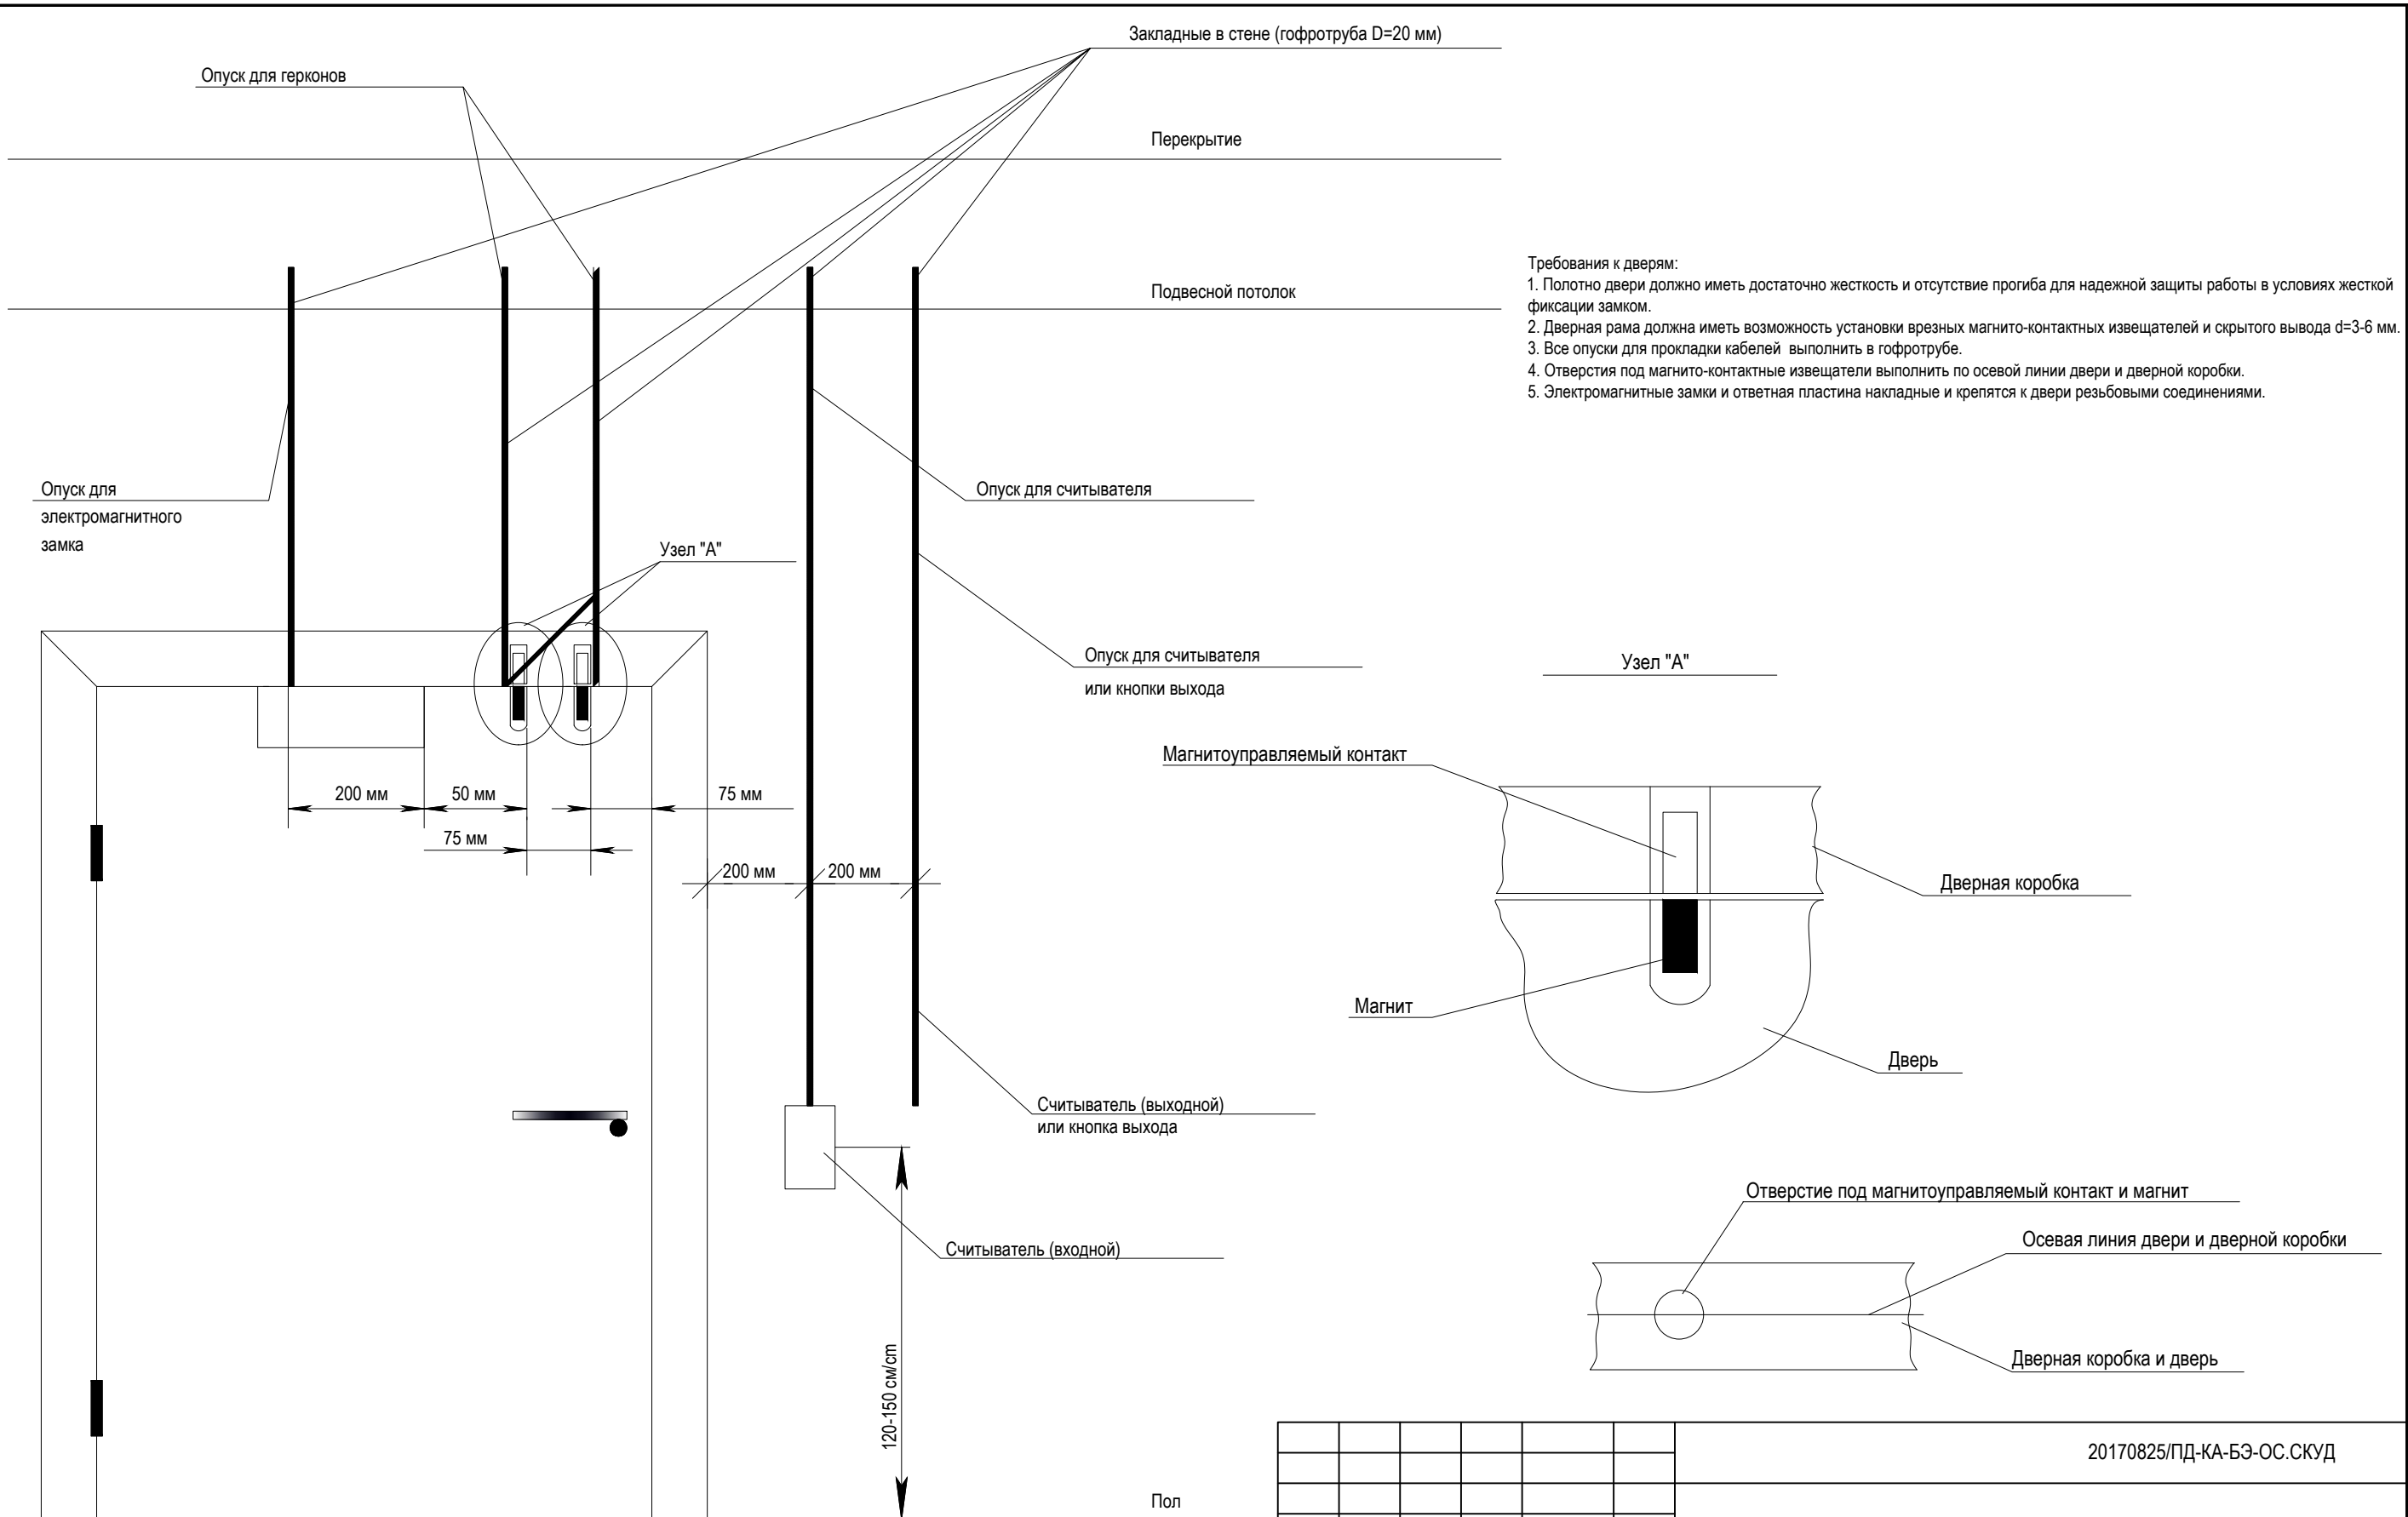 Закладные в стене (гофротруба D=20 мм)
Опуск для герконов
Перекрытие
Подвесной потолок
Требования к дверям:
1. Полотно двери должно иметь достаточно жесткость и отсутствие прогиба для надежной защиты работы в условиях жесткой
фиксации замком.
2. Дверная рама должна иметь возможность установки врезных магнито-контактных извещателей и скрытого вывода d=3-6 мм.
3. Все опуски для прокладки кабелей выполнить в гофротрубе.
4. Отверстия под магнито-контактные извещатели выполнить по осевой линии двери и дверной коробки.
5. Электромагнитные замки и ответная пластина накладные и крепятся к двери резьбовыми соединениями.
Опуск для
электромагнитного
замка
Опуск для считывателя
Узел "А"
Опуск для считывателя
или кнопки выхода
Узел "А"
Магнитоуправляемый контакт
200 мм
50 мм
75 мм
75 мм
200 мм
200 мм
Дверная коробка
Магнит
Дверь
Считыватель (выходной)
или кнопка выхода
Отверстие под магнитоуправляемый контакт и магнит
Осевая линия двери и дверной коробки
Считыватель (входной)
Дверная коробка и дверь
120-150 см/cm
20170825/ПД-КА-БЭ-ОС.СКУД
Пол